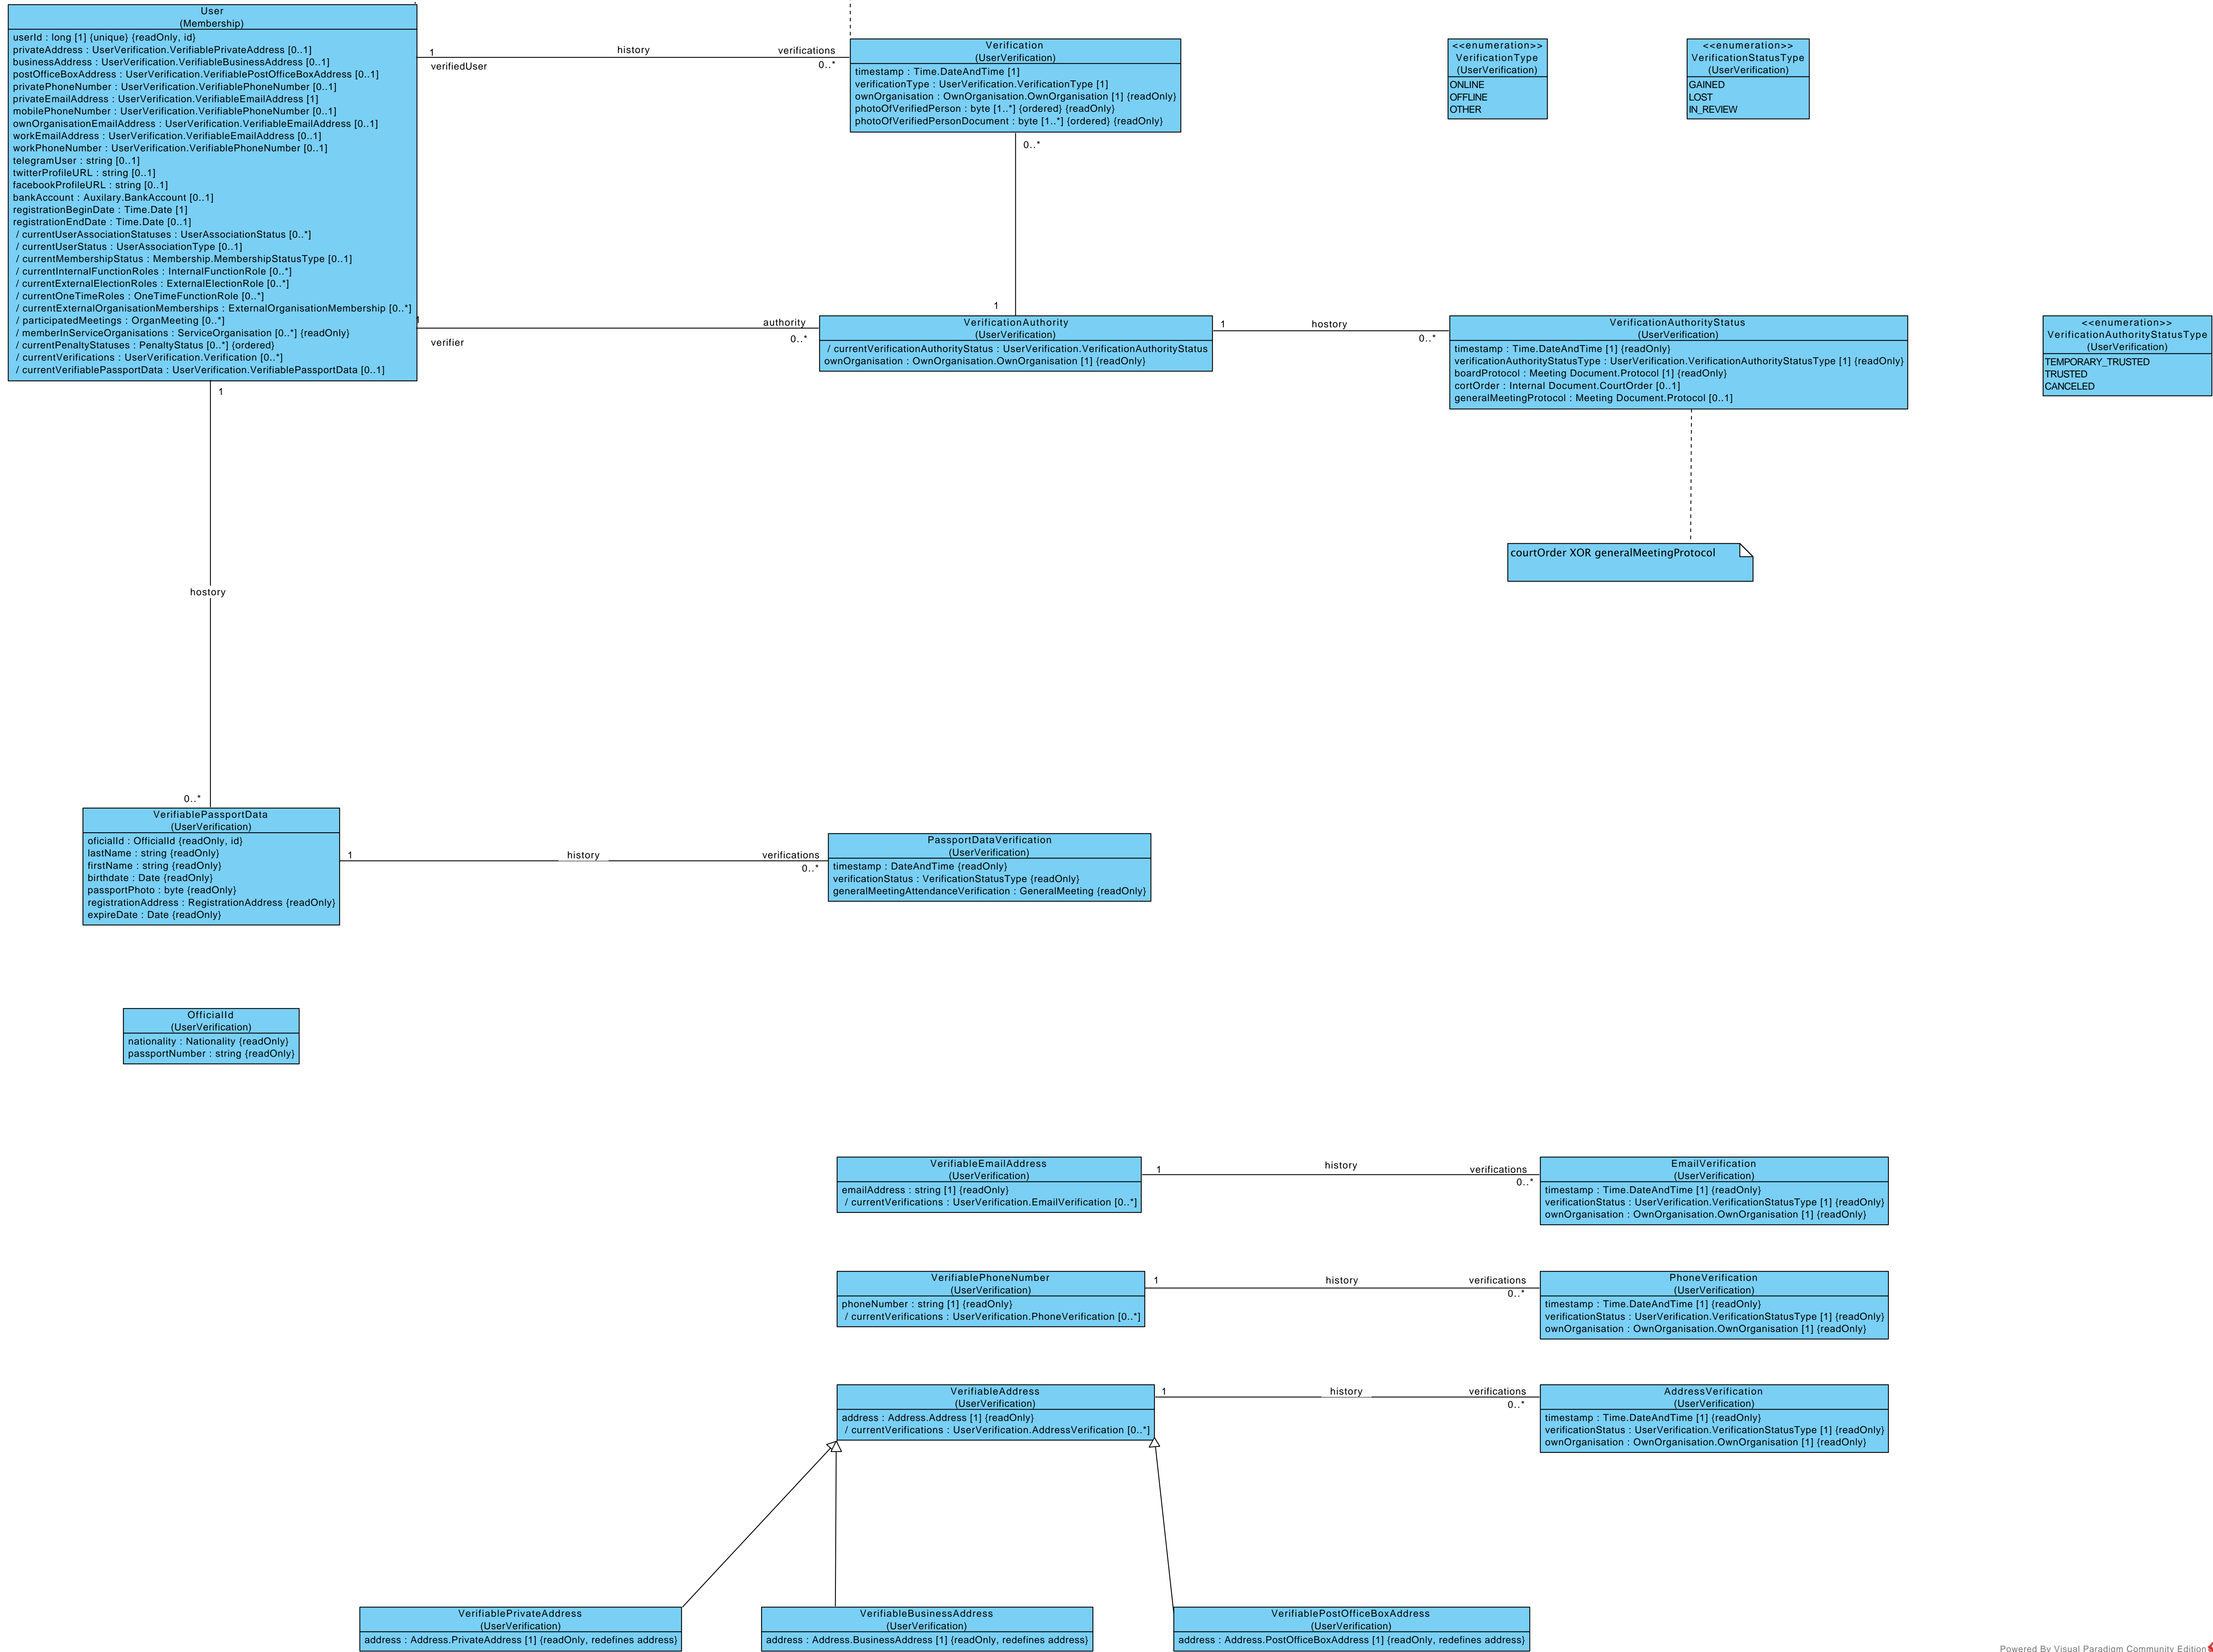 User
(Membership)
userId : long [1] {unique} {readOnly, id}
privateAddress : UserVerification.VerifiablePrivateAddress [0..1]
businessAddress : UserVerification.VerifiableBusinessAddress [0..1]
postOfficeBoxAddress : UserVerification.VerifiablePostOfficeBoxAddress [0..1]
privatePhoneNumber : UserVerification.VerifiablePhoneNumber [0..1]
privateEmailAddress : UserVerification.VerifiableEmailAddress [1]
mobilePhoneNumber : UserVerification.VerifiablePhoneNumber [0..1]
ownOrganisationEmailAddress : UserVerification.VerifiableEmailAddress [0..1]
workEmailAddress : UserVerification.VerifiableEmailAddress [0..1]
workPhoneNumber : UserVerification.VerifiablePhoneNumber [0..1]
telegramUser : string [0..1]
twitterProfileURL : string [0..1]
facebookProfileURL : string [0..1]
bankAccount : Auxilary.BankAccount [0..1]
registrationBeginDate : Time.Date [1]
registrationEndDate : Time.Date [0..1]
/ currentUserAssociationStatuses : UserAssociationStatus [0..*]
/ currentUserStatus : UserAssociationType [0..1]
/ currentMembershipStatus : Membership.MembershipStatusType [0..1]
/ currentInternalFunctionRoles : InternalFunctionRole [0..*]
/ currentExternalElectionRoles : ExternalElectionRole [0..*]
/ currentOneTimeRoles : OneTimeFunctionRole [0..*]
/ currentExternalOrganisationMemberships : ExternalOrganisationMembership [0..*]
/ participatedMeetings : OrganMeeting [0..*]
/ memberInServiceOrganisations : ServiceOrganisation [0..*] {readOnly}
/ currentPenaltyStatuses : PenaltyStatus [0..*] {ordered}
/ currentVerifications : UserVerification.Verification [0..*]
/ currentVerifiablePassportData : UserVerification.VerifiablePassportData [0..1]
1
verifiedUser
history
verifications
0..*
Verification
(UserVerification)
timestamp : Time.DateAndTime [1]
verificationType : UserVerification.VerificationType [1]
ownOrganisation : OwnOrganisation.OwnOrganisation [1] {readOnly}
photoOfVerifiedPerson : byte [1..*] {ordered} {readOnly}
photoOfVerifiedPersonDocument : byte [1..*] {ordered} {readOnly}
<<enumeration>>
VerificationType
(UserVerification)
ONLINE
OFFLINE
OTHER
<<enumeration>>
VerificationStatusType
(UserVerification)
GAINED
LOST
IN_REVIEW
0..*
1
1
verifier
authority
0..*
VerificationAuthority
(UserVerification)
/ currentVerificationAuthorityStatus : UserVerification.VerificationAuthorityStatus
ownOrganisation : OwnOrganisation.OwnOrganisation [1] {readOnly}
1
hostory
0..*
VerificationAuthorityStatus
(UserVerification)
timestamp : Time.DateAndTime [1] {readOnly}
verificationAuthorityStatusType : UserVerification.VerificationAuthorityStatusType [1] {readOnly}
boardProtocol : Meeting Document.Protocol [1] {readOnly}
cortOrder : Internal Document.CourtOrder [0..1]
generalMeetingProtocol : Meeting Document.Protocol [0..1]
<<enumeration>>
VerificationAuthorityStatusType
(UserVerification)
TEMPORARY_TRUSTED
TRUSTED
CANCELED
courtOrder XOR generalMeetingProtocol
1
hostory
0..*
VerifiablePassportData
(UserVerification)
oficialId : OfficialId {readOnly, id}
lastName : string {readOnly}
firstName : string {readOnly}
birthdate : Date {readOnly}
passportPhoto : byte {readOnly}
registrationAddress : RegistrationAddress {readOnly}
expireDate : Date {readOnly}
1
history
verifications
0..*
PassportDataVerification
(UserVerification)
timestamp : DateAndTime {readOnly}
verificationStatus : VerificationStatusType {readOnly}
generalMeetingAttendanceVerification : GeneralMeeting {readOnly}
OfficialId
(UserVerification)
nationality : Nationality {readOnly}
passportNumber : string {readOnly}
VerifiableEmailAddress
(UserVerification)
emailAddress : string [1] {readOnly}
/ currentVerifications : UserVerification.EmailVerification [0..*]
1
history
verifications
0..*
EmailVerification
(UserVerification)
timestamp : Time.DateAndTime [1] {readOnly}
verificationStatus : UserVerification.VerificationStatusType [1] {readOnly}
ownOrganisation : OwnOrganisation.OwnOrganisation [1] {readOnly}
VerifiablePhoneNumber
(UserVerification)
phoneNumber : string [1] {readOnly}
/ currentVerifications : UserVerification.PhoneVerification [0..*]
1
history
verifications
0..*
PhoneVerification
(UserVerification)
timestamp : Time.DateAndTime [1] {readOnly}
verificationStatus : UserVerification.VerificationStatusType [1] {readOnly}
ownOrganisation : OwnOrganisation.OwnOrganisation [1] {readOnly}
VerifiableAddress
(UserVerification)
address : Address.Address [1] {readOnly}
/ currentVerifications : UserVerification.AddressVerification [0..*]
1
history
verifications
0..*
AddressVerification
(UserVerification)
timestamp : Time.DateAndTime [1] {readOnly}
verificationStatus : UserVerification.VerificationStatusType [1] {readOnly}
ownOrganisation : OwnOrganisation.OwnOrganisation [1] {readOnly}
VerifiablePrivateAddress
(UserVerification)
address : Address.PrivateAddress [1] {readOnly, redefines address}
VerifiableBusinessAddress
(UserVerification)
address : Address.BusinessAddress [1] {readOnly, redefines address}
VerifiablePostOfficeBoxAddress
(UserVerification)
address : Address.PostOfficeBoxAddress [1] {readOnly, redefines address}
Powered By Visual Paradigm Community Edition